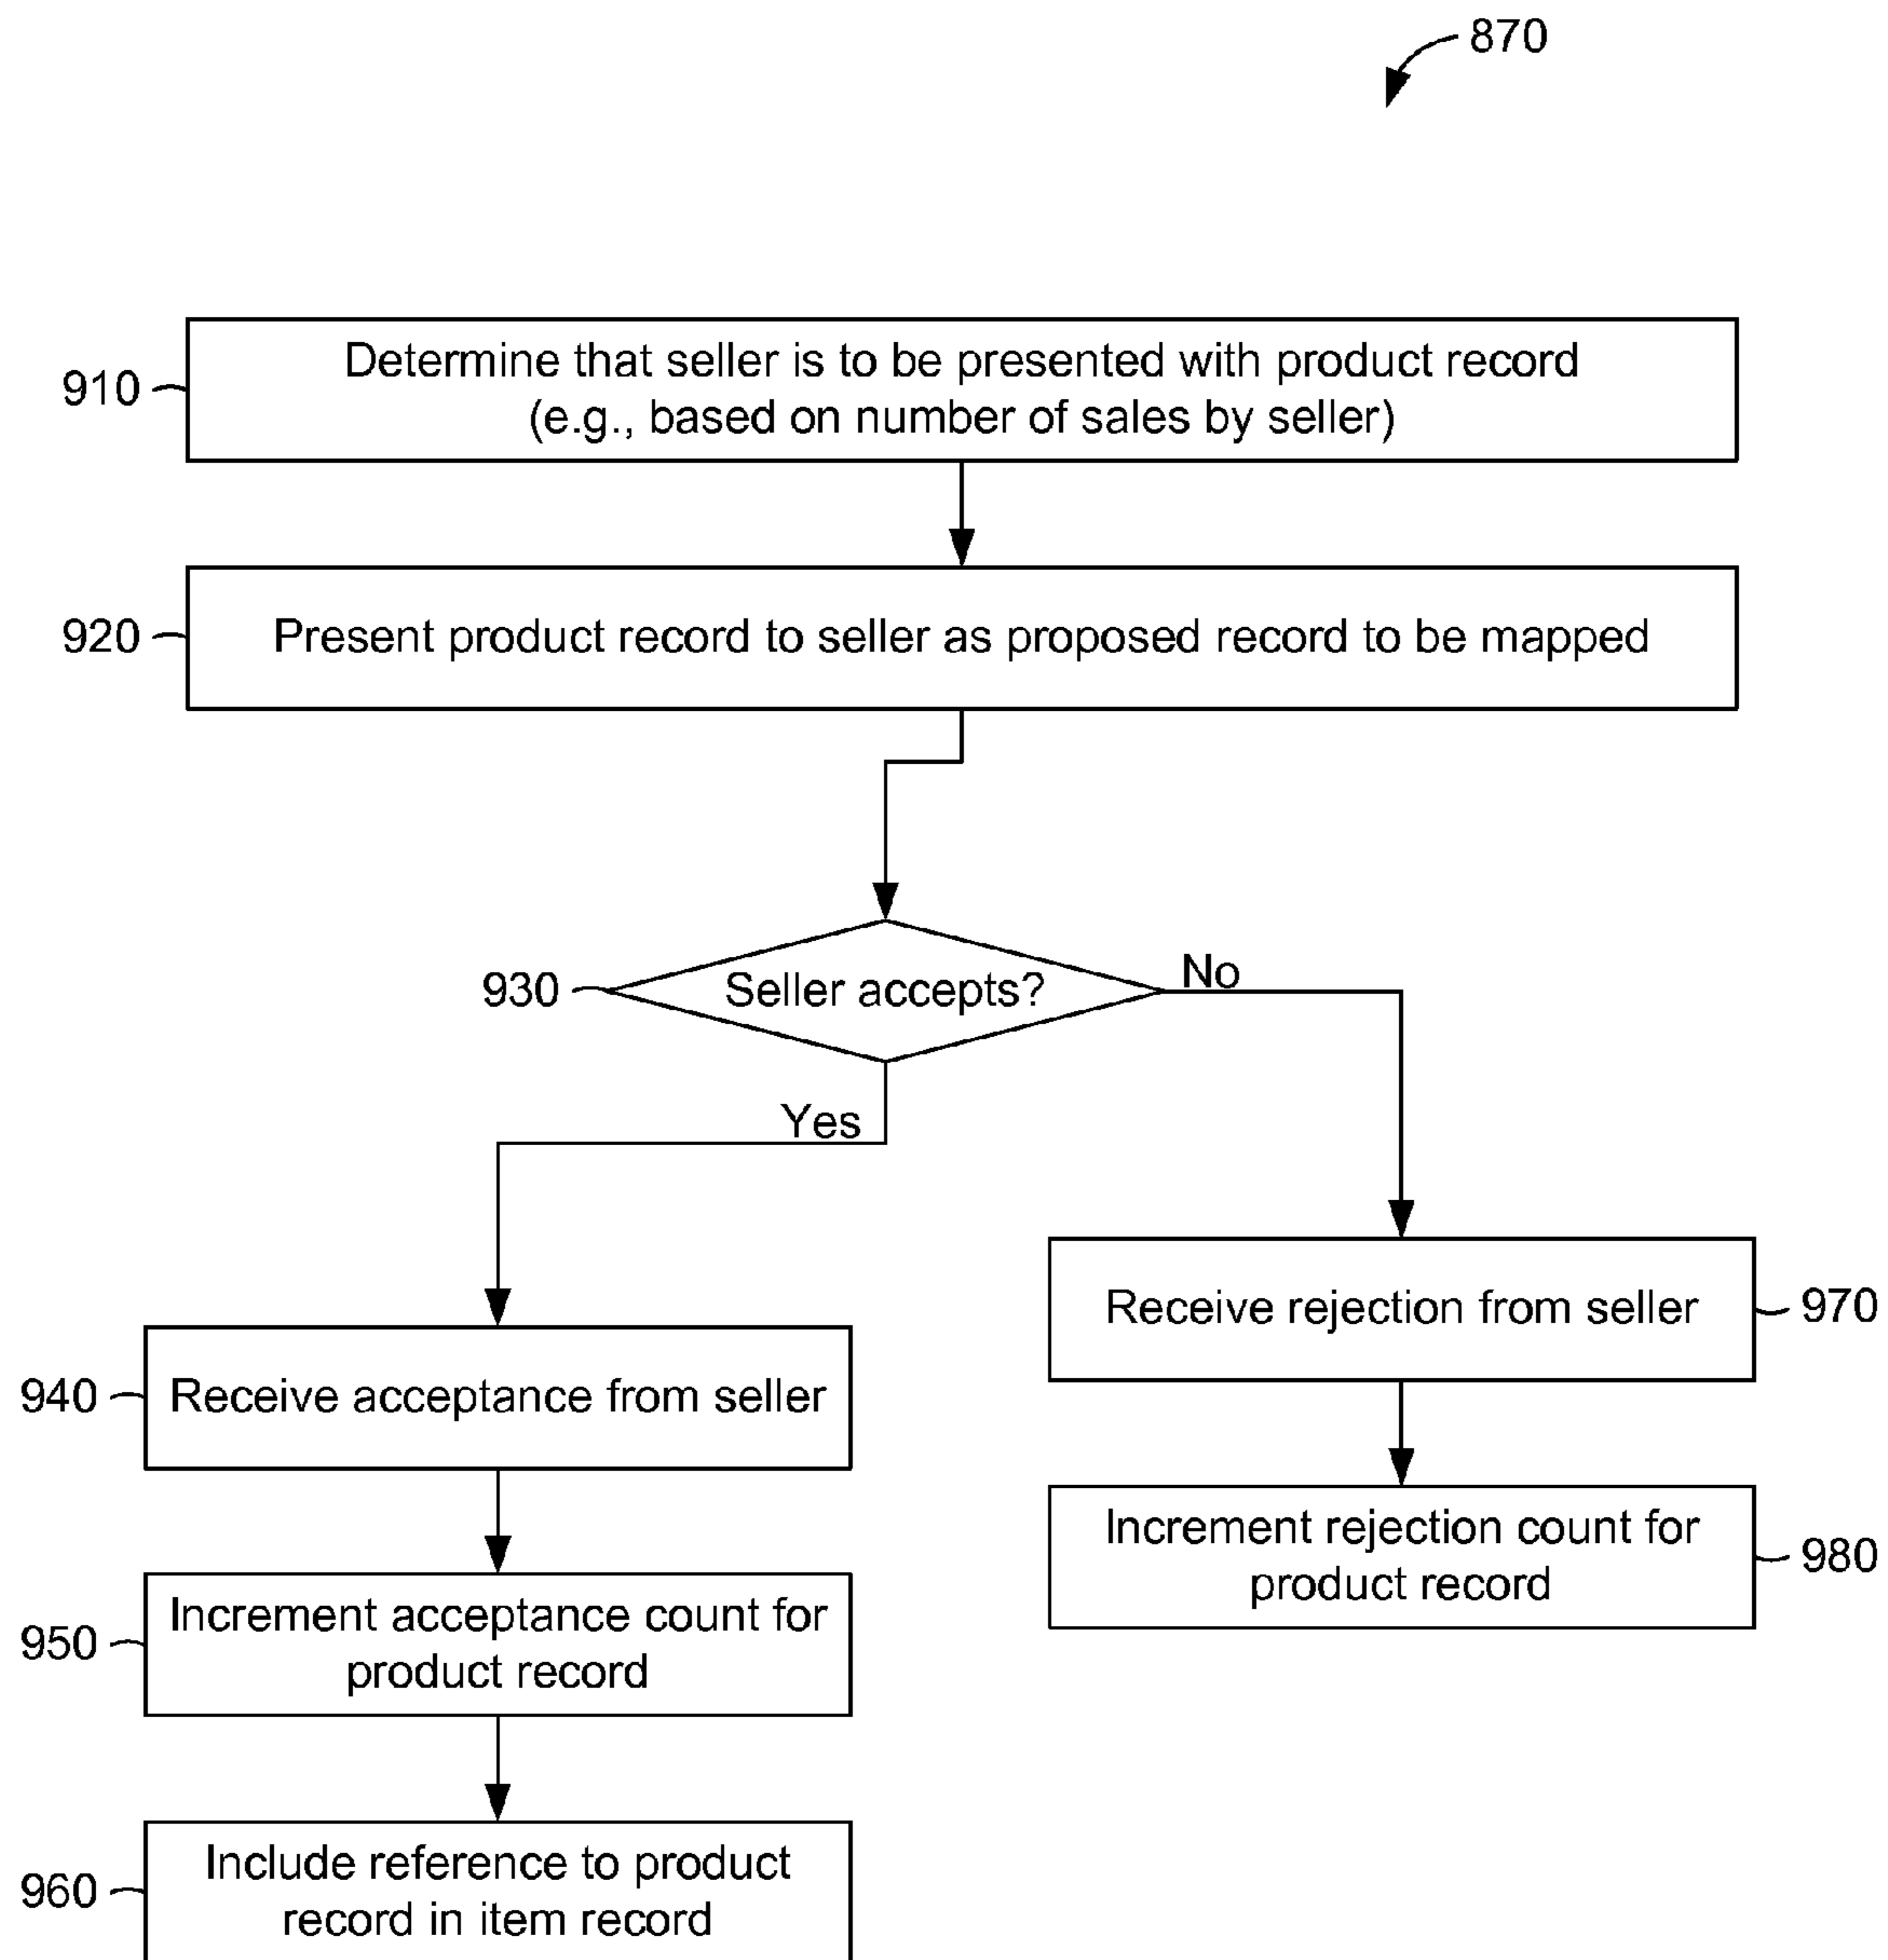 870
910
Determine that seller is to be presented with product record
(e.g., based on number of sales by seller)
920
Present product record to seller as proposed record to be mapped
930
Seller accepts?
No
Yes
970
Receive rejection from seller
940
Receive acceptance from seller
980
Increment rejection count for
product record
950
Increment acceptance count for
product record
960
Include reference to product
record in item record